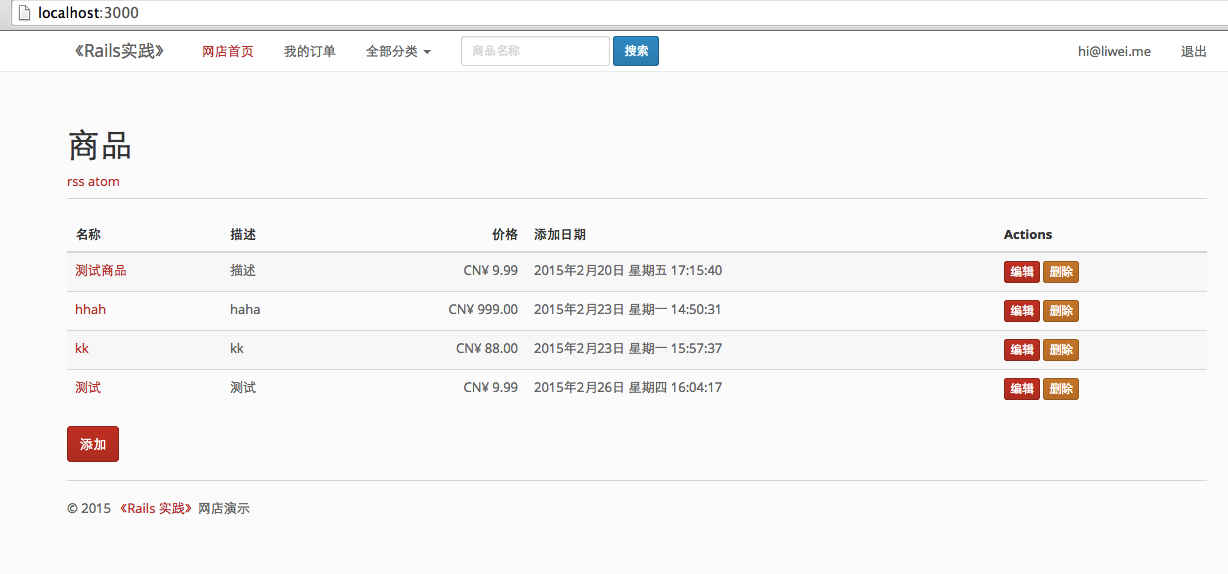 localhost:3000
《Rails实践》 网店首页 我的订单 全部分类 商品名称 搜索 hi@liwei.me 退出
商品
rss atom
名称 描述 价格 添加日期 Actions
测试商品 描述 CN¥ 9.99 2015年2月20日 星期五 17:15:40 编辑 删除
hhah haha CN¥ 999.00 2015年2月23日 星期一 14:50:31 编辑 删除
kk kk CN¥ 88.00 2015年2月23日 星期一 15:57:37 编辑 删除
测试 测试 CN¥ 9.99 2015年2月26日 星期四 16:04:17 编辑 删除
添加
© 2015 《Rails 实践》 网店演示